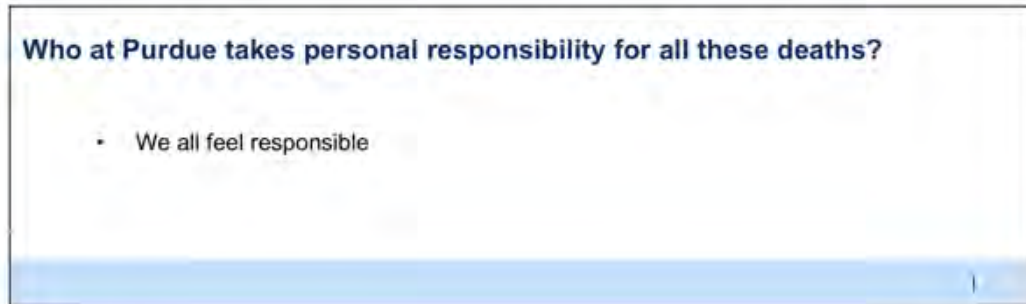 Who at Purdue takes personal responsibility for all these deaths?
• We all feel responsible